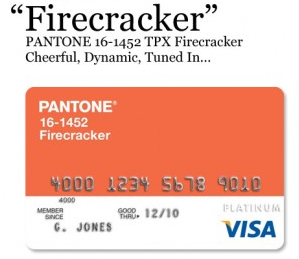 “Firecracker”
PANTONE 16-1452 TPX Firecracker
Cheerful, Dynamic, Tuned In...
PANTONE®
16-1452
Firecracker
4000 1234 5678 9010
4000
MEMBER SINCE
GOOD THRU 12/10
G. JONES
PLATINUM
VISA